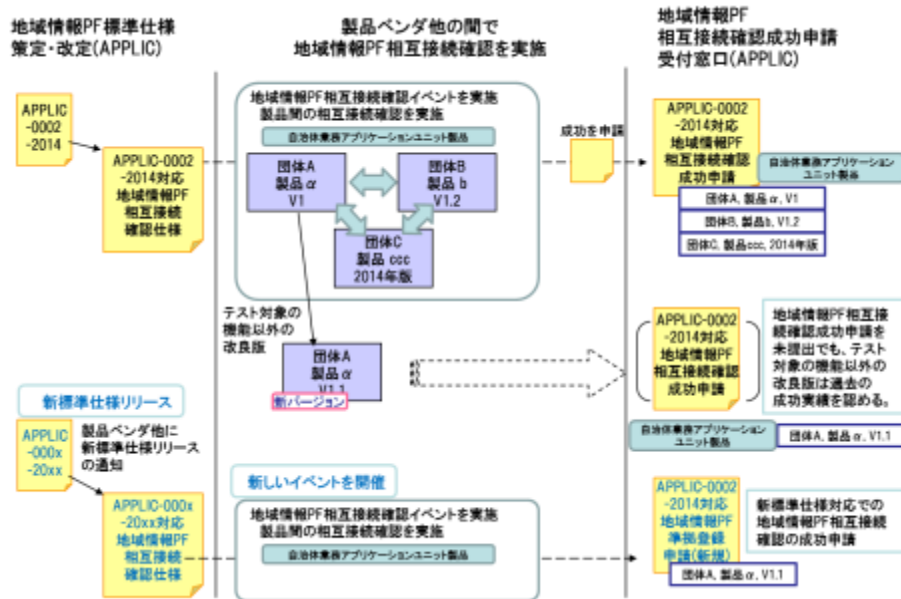 地域情報PF標準仕様
策定・改定(APPLIC)
製品ベンダ他の間で
地域情報PF相互接続確認を実施
地域情報PF
相互接続確認成功申請
受付窓口(APPLIC)
APPLIC
-0002
-2014
APPLIC-0002
-2014対応
地域情報PF
相互接続
確認仕様
地域情報PF相互接続確認イベントを実施
製品間の相互接続確認を実施
自治体業務アプリケーションユニット製品
団体A
製品α
V1
団体B
製品b
V1.2
団体C
製品ccc
2014年版
成功を申請
APPLIC-0002
-2014対応
地域情報PF
相互接続確認
成功申請
自治体業務アプリケーション
ユニット製品
団体A, 製品α, V1
団体B, 製品b, V1.2
団体C, 製品ccc, 2014年版
テスト対象の
機能以外の
改良版
団体A
製品α
V1.1
新バージョン
APPLIC-0002
-2014対応
地域情報PF
相互接続確認
成功申請
地域情報PF相互接
続確認成功申請を
未提出でも、テスト
対象の機能以外の
改良版は過去の
成功実績を認める。
自治体業務アプリケーション
ユニット製品
団体A, 製品α, V1.1
新標準仕様リリース
APPLIC
-000x
-20xx
製品ベンダ他に
新標準仕様リリース
の通知
APPLIC-000x
-20xx対応
地域情報PF
相互接続
確認仕様
新しいイベントを開催
地域情報PF相互接続確認イベントを実施
製品間の相互接続確認を実施
自治体業務アプリケーションユニット製品
APPLIC-0002
-2014対応
地域情報PF
準拠登録
申請(新規)
団体A, 製品α, V1.1
新標準仕様対応での
地域情報PF相互接続
確認の成功申請